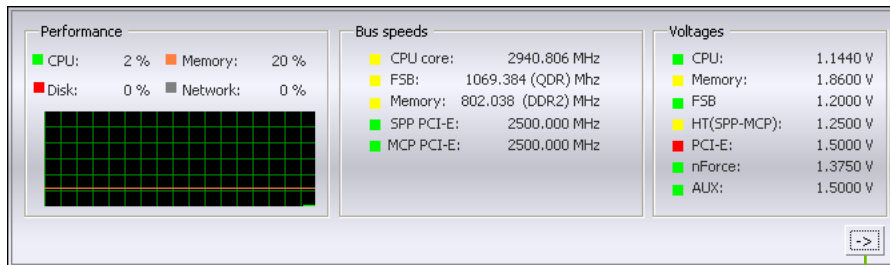 Performance
CPU: 2 % Memory: 20 %
Disk: 0 % Network: 0 %
Bus speeds
CPU core: 2940.806 MHz
FSB: 1069.384 (QDR) Mhz
Memory: 802.038 (DDR2) MHz
SPP PCI-E: 2500.000 MHz
MCP PCI-E: 2500.000 MHz
Voltages
CPU: 1.1440 V
Memory: 1.8600 V
FSB 1.2000 V
HT(SPP-MCP): 1.2500 V
PCI-E: 1.5000 V
nForce: 1.3750 V
AUX: 1.5000 V
->